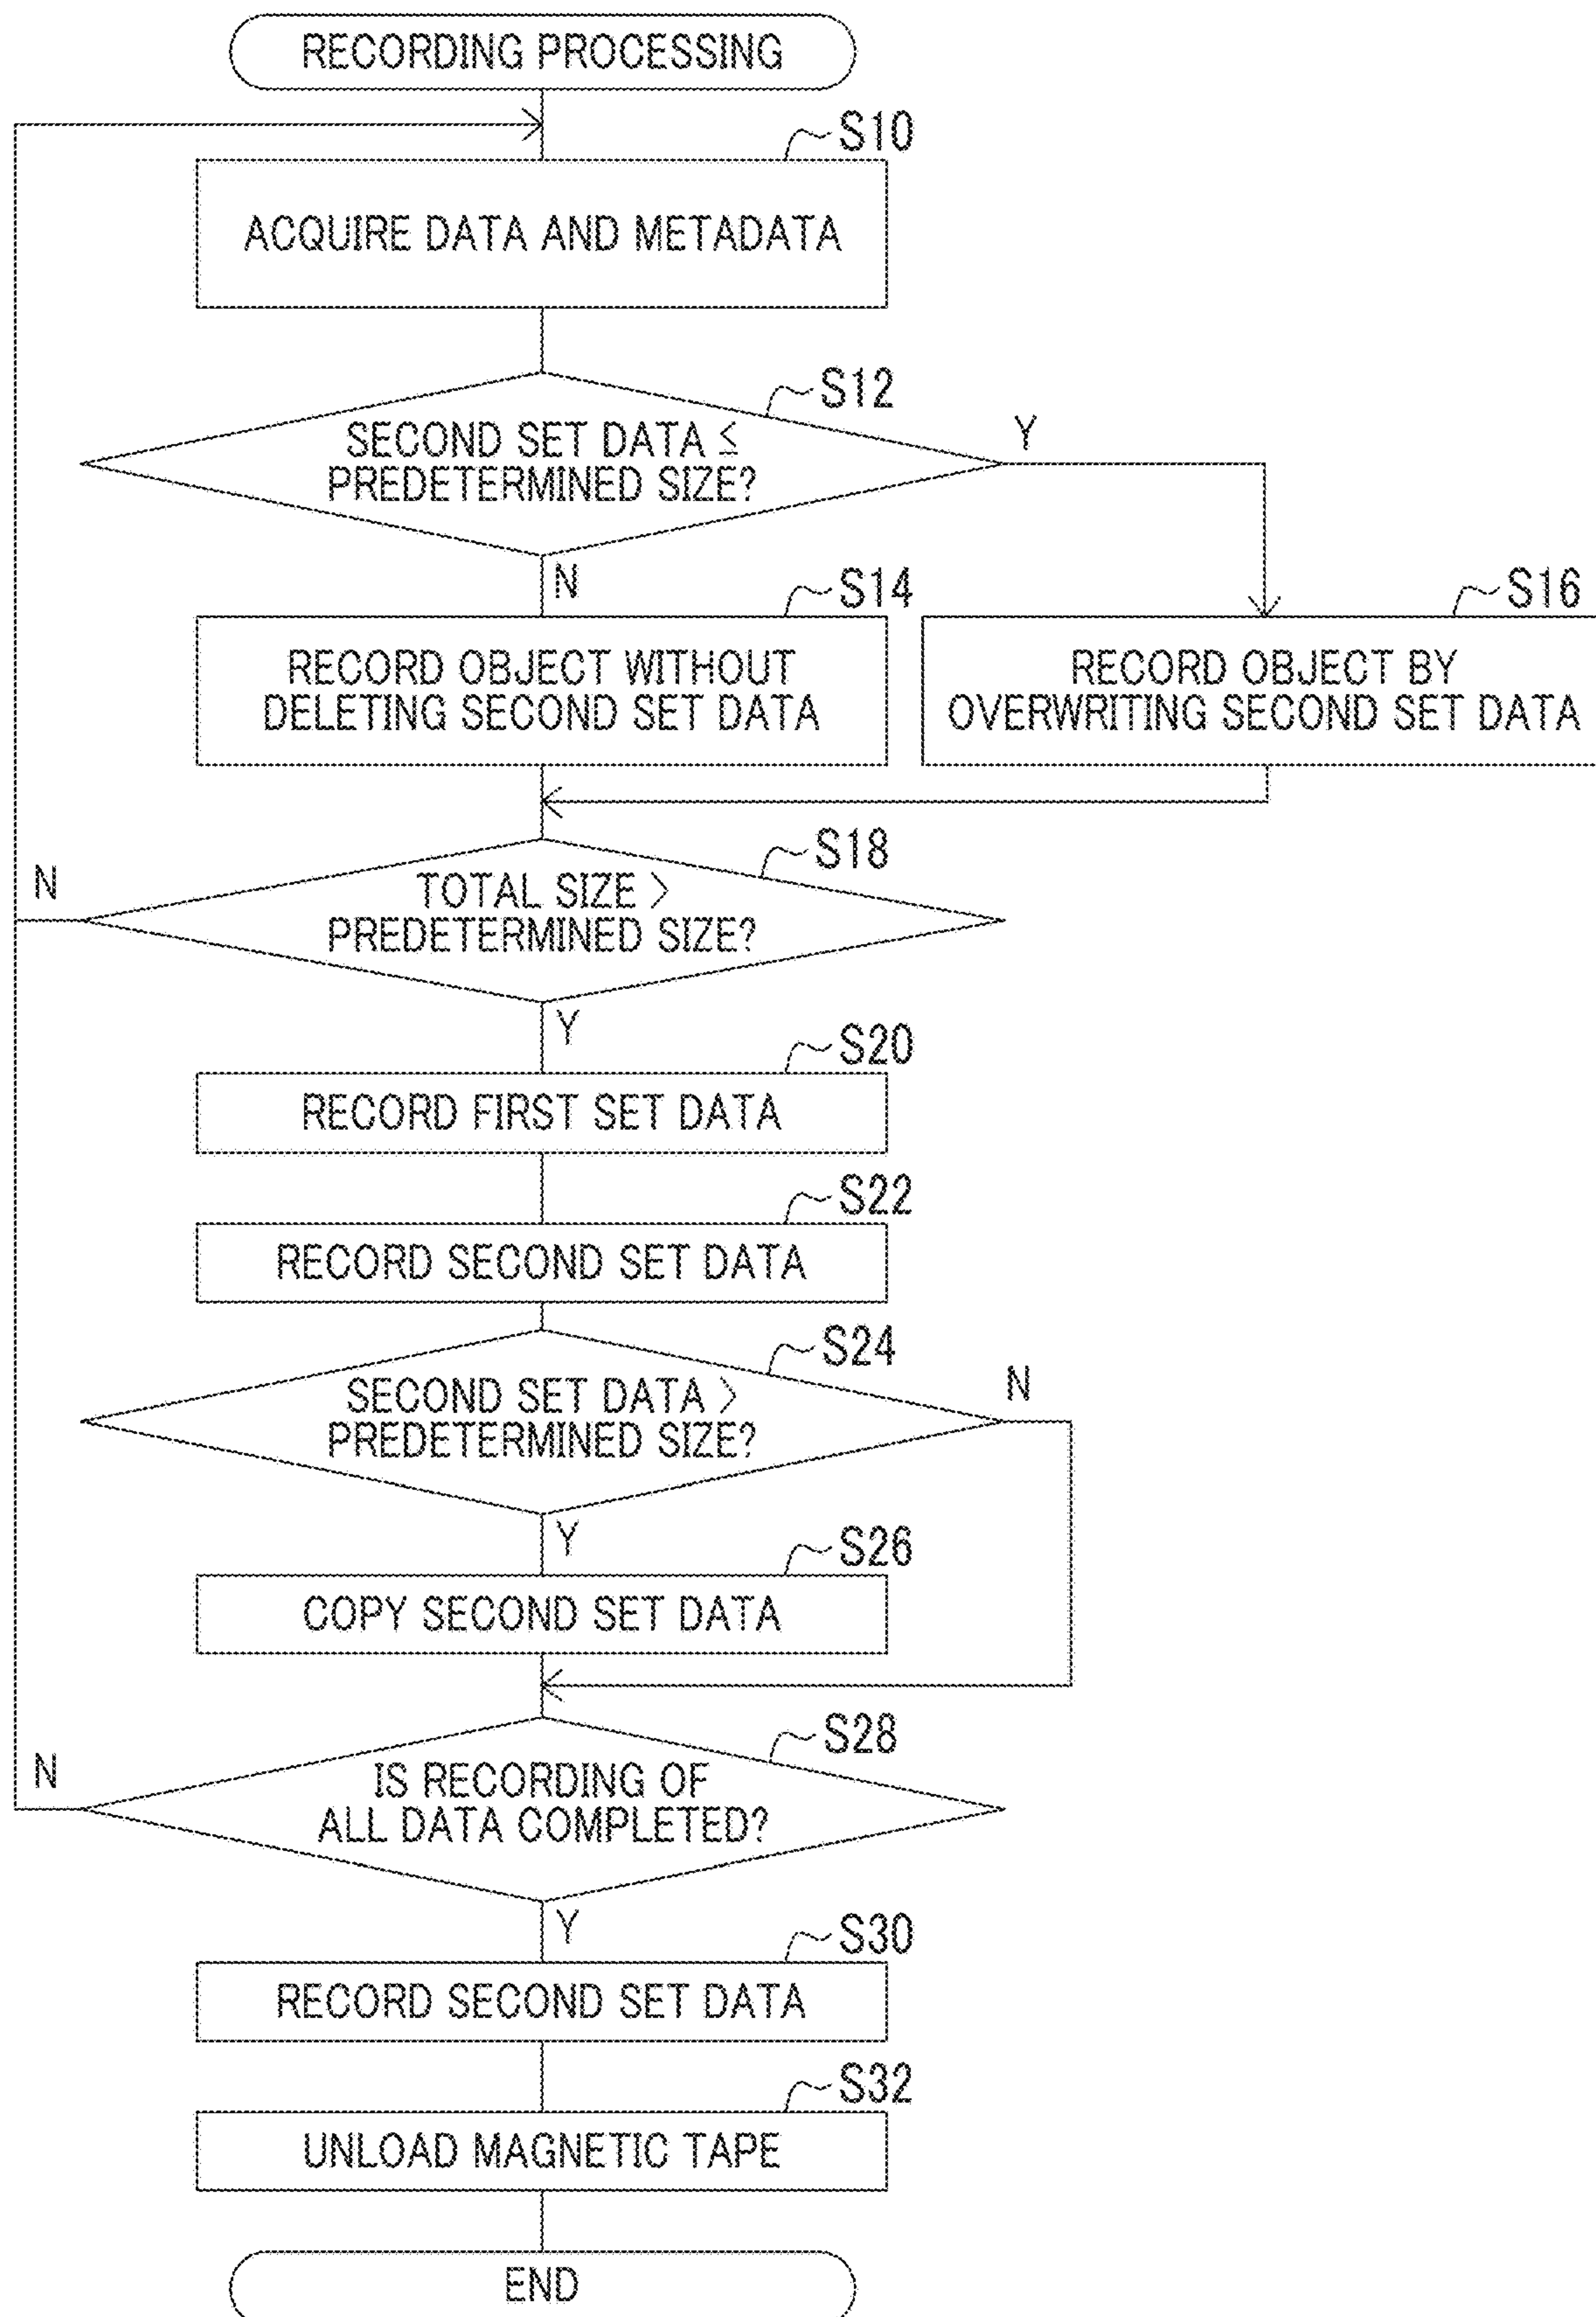 RECORDING PROCESSING
S10
ACQUIRE DATA AND METADATA
S12
SECOND SET DATA ≤
PREDETERMINED SIZE?
Y
N
S14
RECORD OBJECT WITHOUT
DELETING SECOND SET DATA
S16
RECORD OBJECT BY
OVERWRITING SECOND SET DATA
S18
N
TOTAL SIZE >
PREDETERMINED SIZE?
Y
S20
RECORD FIRST SET DATA
S22
RECORD SECOND SET DATA
S24
SECOND SET DATA >
PREDETERMINED SIZE?
N
Y
S26
COPY SECOND SET DATA
S28
N
IS RECORDING OF
ALL DATA COMPLETED?
Y
S30
RECORD SECOND SET DATA
S32
UNLOAD MAGNETIC TAPE
END